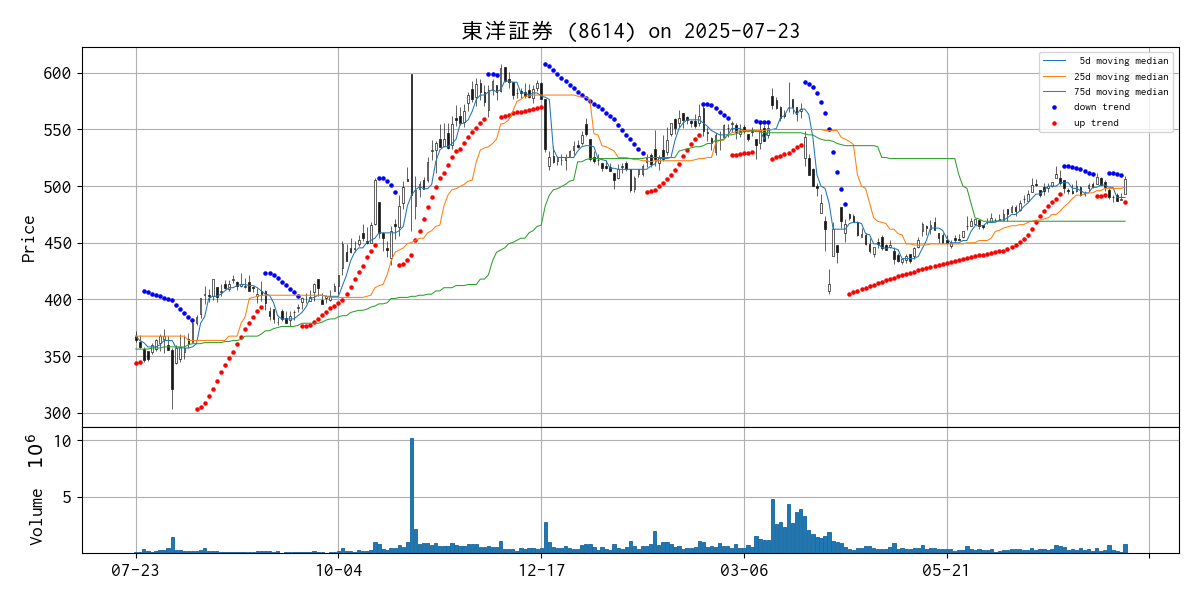 東洋証券 (8614) on 2025-07-23
5d moving median
25d moving median
75d moving median
down trend
up trend
Price
600
550
500
450
400
350
300
Volume 10⁶
10
5
07-23
10-04
12-17
03-06
05-21